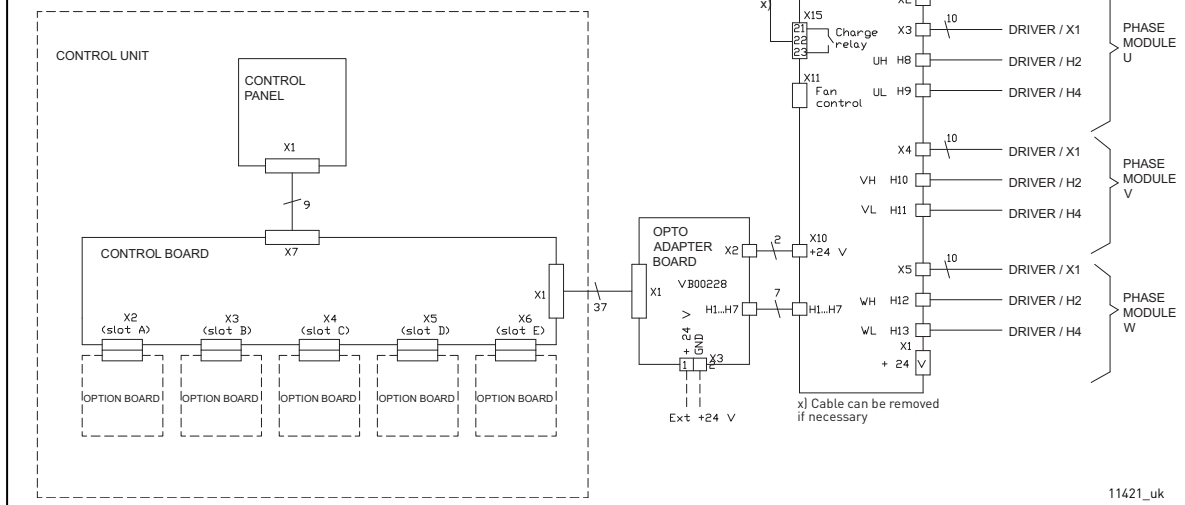 CONTROL UNIT
CONTROL
PANEL
X1
9
X7
CONTROL BOARD
X1
37
X2
(slot A)
X3
(slot B)
X4
(slot C)
X5
(slot D)
X6
(slot E)
OPTION BOARD
OPTION BOARD
OPTION BOARD
OPTION BOARD
OPTION BOARD
OPTO
ADAPTER
BOARD
VB00228
X1
X2
2
H1...H7
7
+ 24 V
GND
X3
1
2
Ext +24 V
x)
X15
21
22
23
Charge
relay
X11
Fan
control
X10
+24 V
H1...H7
X3
10
DRIVER / X1
UH H8
DRIVER / H2
UL H9
DRIVER / H4
PHASE
MODULE
U
X4
10
DRIVER / X1
VH H10
DRIVER / H2
VL H11
DRIVER / H4
PHASE
MODULE
V
X5
10
DRIVER / X1
WH H12
DRIVER / H2
WL H13
DRIVER / H4
PHASE
MODULE
W
X1
+ 24 V
x) Cable can be removed
if necessary
11421_uk